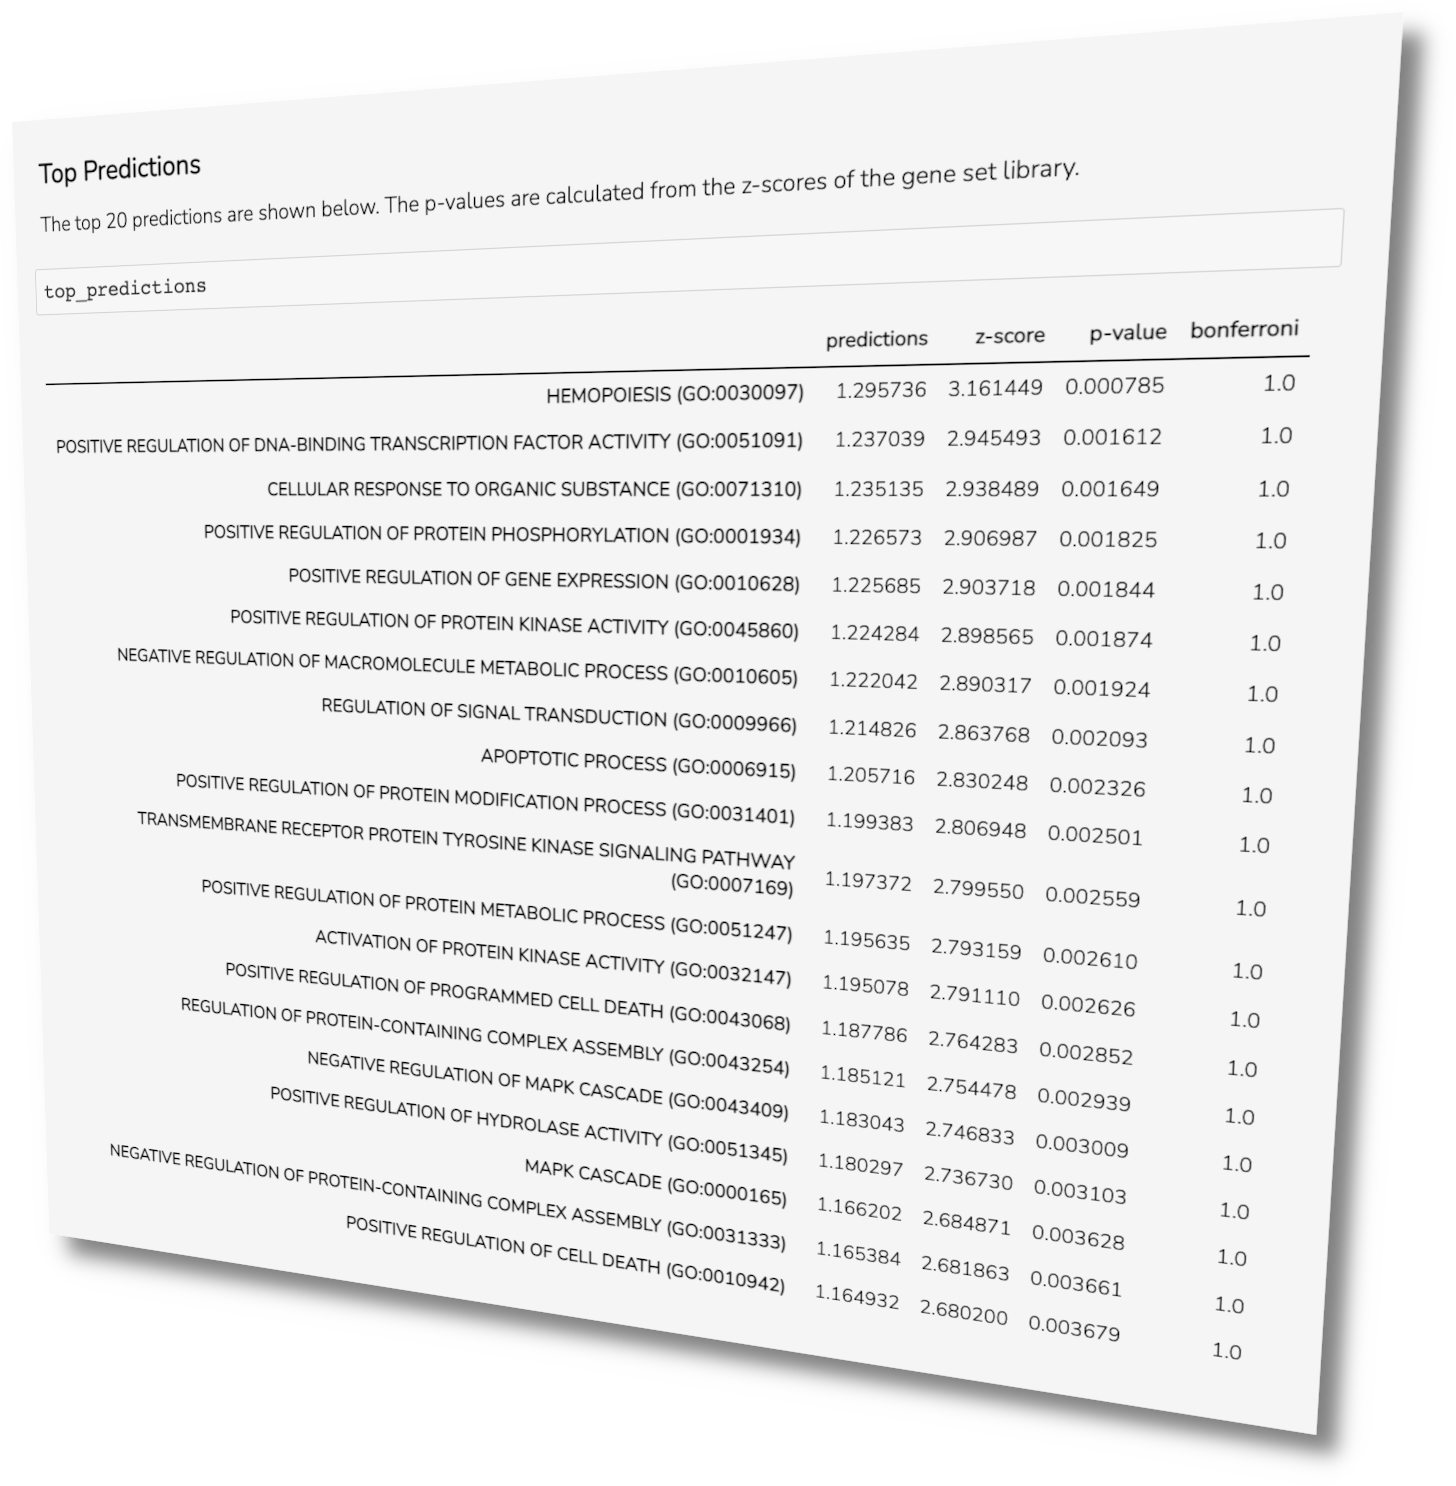 Top Predictions
The top 20 predictions are shown below. The p-values are calculated from the z-scores of the gene set library.
top_predictions
predictions z-score p-value bonferroni
HEMOPOIESIS (GO:0030097) 1.295736 3.161449 0.000785 1.0
POSITIVE REGULATION OF DNA-BINDING TRANSCRIPTION FACTOR ACTIVITY (GO:0051091) 1.237039 2.945493 0.001612 1.0
CELLULAR RESPONSE TO ORGANIC SUBSTANCE (GO:0071310) 1.235135 2.938489 0.001649 1.0
POSITIVE REGULATION OF PROTEIN PHOSPHORYLATION (GO:0001934) 1.226573 2.906987 0.001825 1.0
POSITIVE REGULATION OF GENE EXPRESSION (GO:0010628) 1.225685 2.903718 0.001844 1.0
POSITIVE REGULATION OF PROTEIN KINASE ACTIVITY (GO:0045860) 1.224284 2.898565 0.001874 1.0
NEGATIVE REGULATION OF MACROMOLECULE METABOLIC PROCESS (GO:0010605) 1.222042 2.890317 0.001924 1.0
REGULATION OF SIGNAL TRANSDUCTION (GO:0009966) 1.214826 2.863768 0.002093 1.0
APOPTOTIC PROCESS (GO:0006915) 1.205716 2.830248 0.002326 1.0
POSITIVE REGULATION OF PROTEIN MODIFICATION PROCESS (GO:0031401) 1.199383 2.806948 0.002501 1.0
TRANSMEMBRANE RECEPTOR PROTEIN TYROSINE KINASE SIGNALING PATHWAY
(GO:0007169) 1.197372 2.799550 0.002559 1.0
POSITIVE REGULATION OF PROTEIN METABOLIC PROCESS (GO:0051247) 1.195635 2.793159 0.002610 1.0
ACTIVATION OF PROTEIN KINASE ACTIVITY (GO:0032147) 1.195078 2.791110 0.002626 1.0
POSITIVE REGULATION OF PROGRAMMED CELL DEATH (GO:0043068) 1.187786 2.764283 0.002852 1.0
REGULATION OF PROTEIN-CONTAINING COMPLEX ASSEMBLY (GO:0043254) 1.185121 2.754478 0.002939 1.0
NEGATIVE REGULATION OF MAPK CASCADE (GO:0043409) 1.183043 2.746833 0.003009 1.0
POSITIVE REGULATION OF HYDROLASE ACTIVITY (GO:0051345) 1.180297 2.736730 0.003103 1.0
MAPK CASCADE (GO:0000165) 1.166202 2.684871 0.003628 1.0
NEGATIVE REGULATION OF PROTEIN-CONTAINING COMPLEX ASSEMBLY (GO:0031333) 1.165384 2.681863 0.003661 1.0
POSITIVE REGULATION OF CELL DEATH (GO:0010942) 1.164932 2.680200 0.003679 1.0